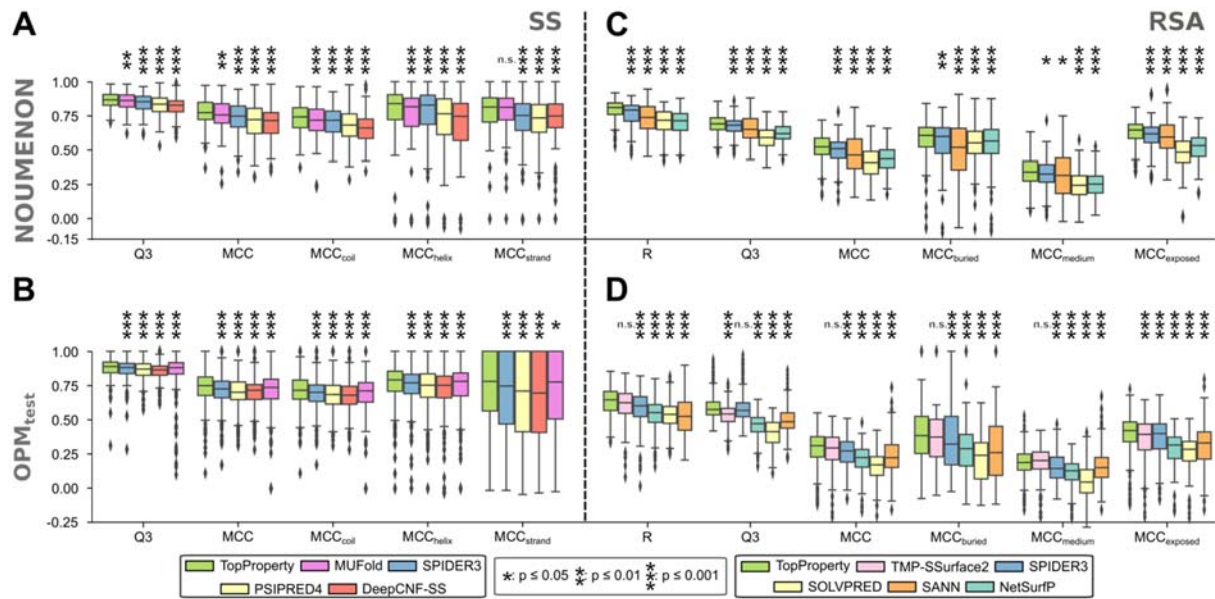 A
SS
C
RSA
NOUMENON
** *** *** ***
** *** *** ***
*** *** *** ***
*** *** *** ***
n.s. *** *** ***
*** *** *** ***
*** *** *** ***
*** *** *** ***
** *** *** ***
* * *** ***
*** *** *** ***
1.00
0.75
0.50
0.25
0.00
-0.15
Q3
MCC
MCCcoil
MCChelix
MCCstrand
R
Q3
MCC
MCCburied
MCCmedium
MCCexposed
B
D
OPMtest
*** *** *** ***
*** *** *** ***
*** *** *** ***
*** *** *** ***
*** *** *** *
n.s. *** *** *** ***
** n.s. *** *** ***
n.s. *** *** *** ***
n.s. *** *** *** ***
n.s. *** *** *** ***
*** *** *** *** ***
1.00
0.75
0.50
0.25
0.00
-0.25
Q3
MCC
MCCcoil
MCChelix
MCCstrand
R
Q3
MCC
MCCburied
MCCmedium
MCCexposed
TopProperty MUFold SPIDER3
PSIPRED4 DeepCNF-SS
*: p ≤ 0.05 **: p ≤ 0.01 ***: p ≤ 0.001
TopProperty TMP-SSurface2 SPIDER3
SOLVPRED SANN NetSurfP